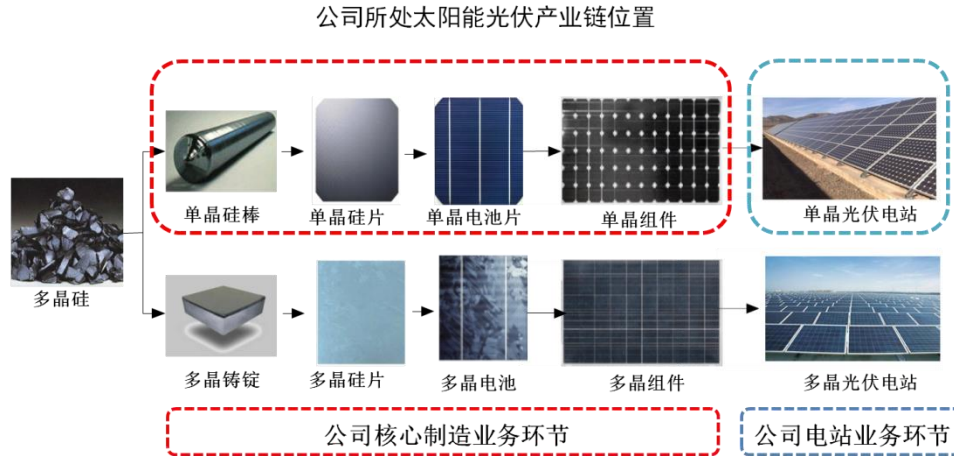 公司所处太阳能光伏产业链位置
单晶硅棒
单晶硅片
单晶电池片
单晶组件
单晶光伏电站
多晶硅
多晶铸锭
多晶硅片
多晶电池
多晶组件
多晶光伏电站
公司核心制造业务环节
公司电站业务环节